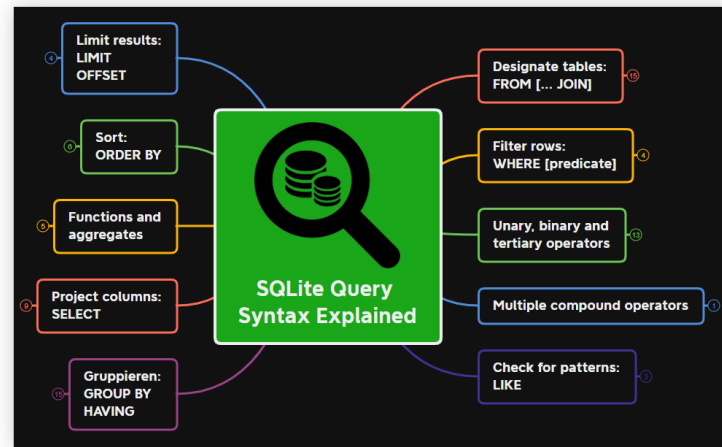 Limit results:
LIMIT
OFFSET
4
Sort:
ORDER BY
6
Functions and
aggregates
5
Project columns:
SELECT
9
Gruppieren:
GROUP BY
HAVING
15
SQLite Query
Syntax Explained
Designate tables:
FROM [... JOIN]
15
Filter rows:
WHERE [predicate]
4
Unary, binary and
tertiary operators
13
Multiple compound operators
1
Check for patterns:
LIKE
3